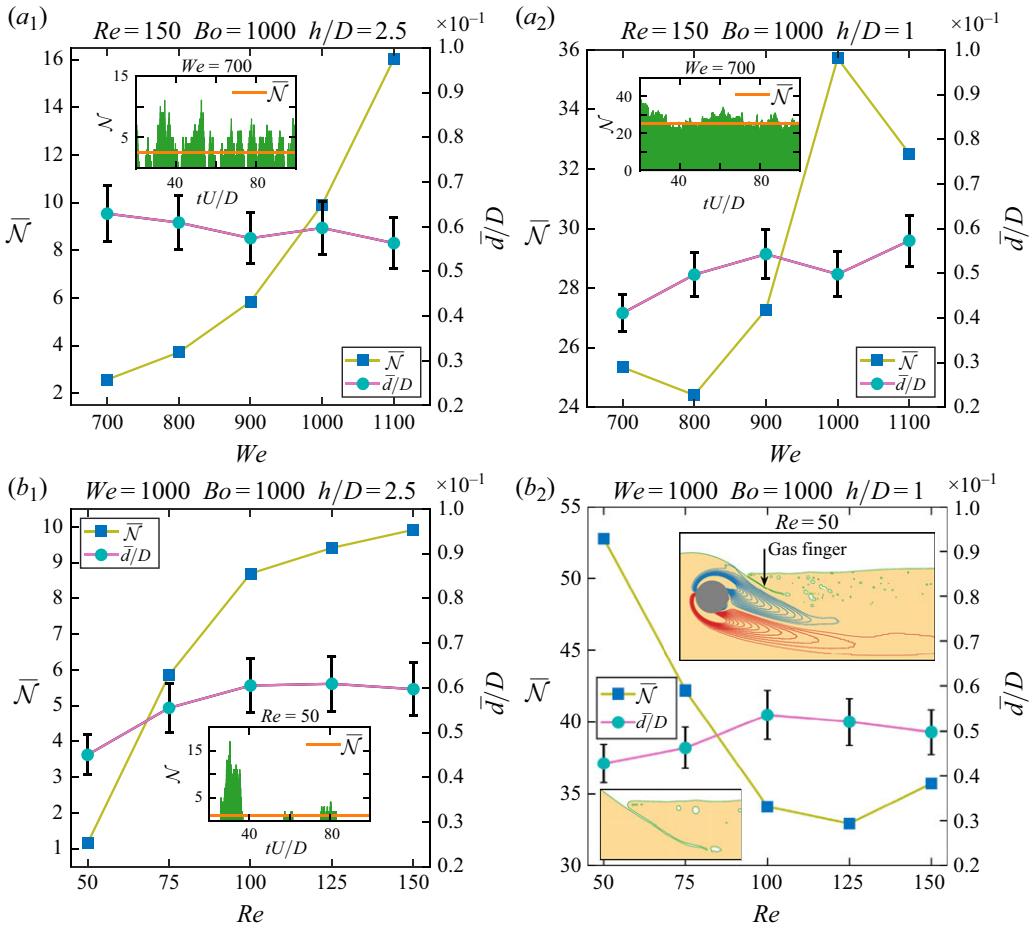 (a₁) Re = 150 Bo = 1000 h/D = 2.5 ×10⁻¹
16
14
12
10
8
6
4
2
N̅
1.0
0.9
0.8
0.7
0.6
0.5
0.4
0.3
0.2
d̅/D
We = 700
15
5
N
N̅
40 80
tU/D
N̅
d̅/D
700 800 900 1000 1100
We
(a₂) Re = 150 Bo = 1000 h/D = 1 ×10⁻¹
36
34
32
30
28
26
24
N̅
1.0
0.9
0.8
0.7
0.6
0.5
0.4
0.3
0.2
d̅/D
We = 700
40
20
0
N
N̅
40 80
tU/D
N̅
d̅/D
700 800 900 1000 1100
We
(b₁) We = 1000 Bo = 1000 h/D = 2.5 ×10⁻¹
10
9
8
7
6
5
4
3
2
1
N̅
1.0
0.9
0.8
0.7
0.6
0.5
0.4
0.3
0.2
d̅/D
N̅
d̅/D
Re = 50
15
5
N
N̅
40 80
tU/D
50 75 100 125 150
Re
(b₂) We = 1000 Bo = 1000 h/D = 1 ×10⁻¹
55
50
45
40
35
30
N̅
1.0
0.9
0.8
0.7
0.6
0.5
0.4
0.3
0.2
d̅/D
Re = 50
Gas finger
N̅
d̅/D
50 75 100 125 150
Re